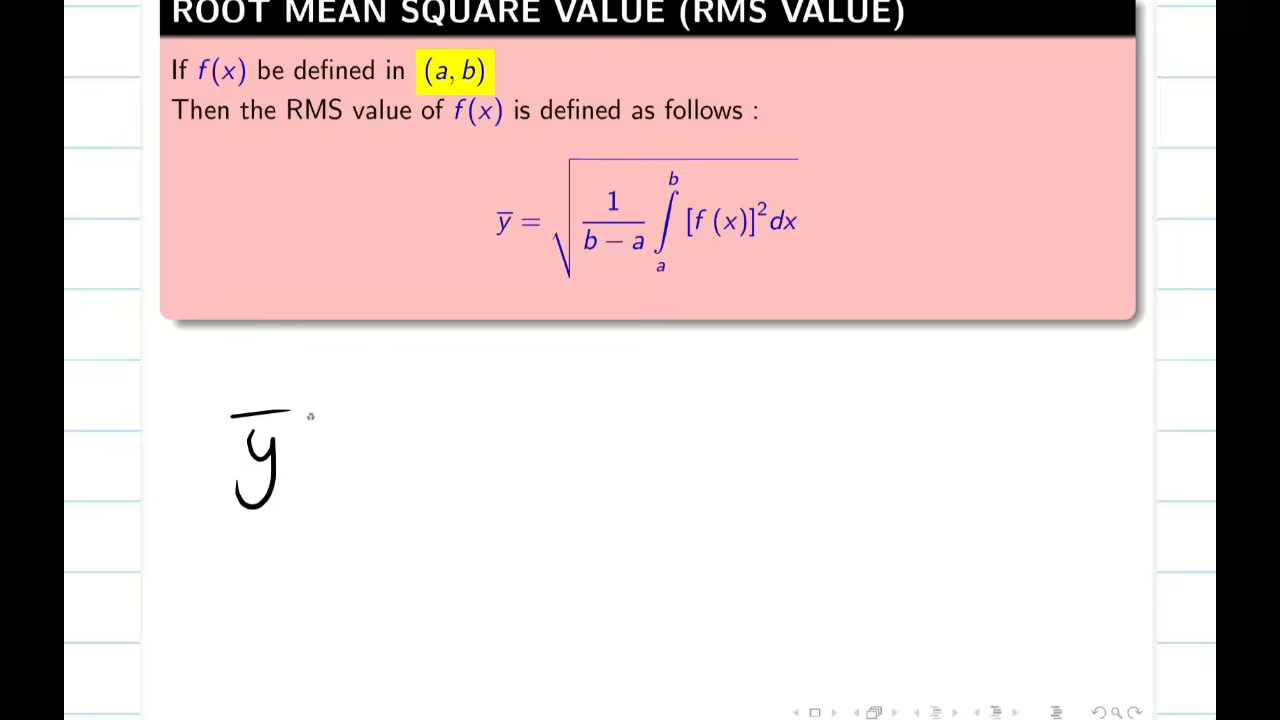 ROOT MEAN SQUARE VALUE (RMS VALUE)
If f(x) be defined in (a, b)
Then the RMS value of f(x) is defined as follows :
y̅ = √( 1/(b − a) ∫ₐᵇ [f (x)]² dx )
y̅